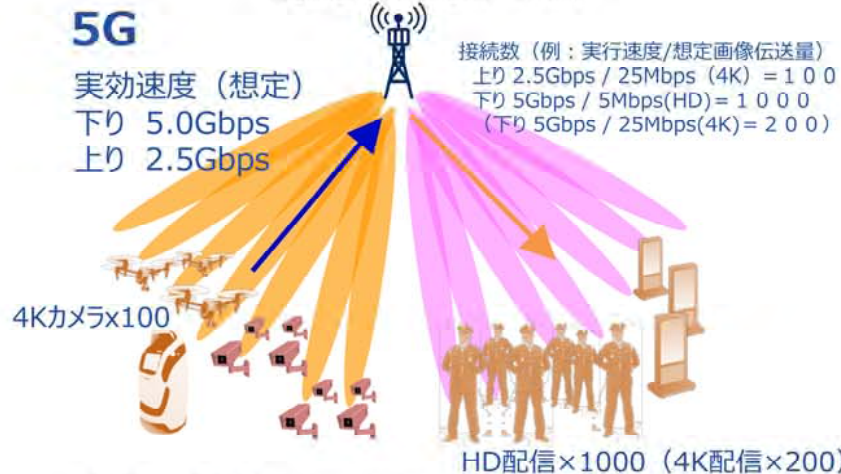 5G
実効速度（想定）
下り 5.0Gbps
上り 2.5Gbps
接続数（例：実行速度/想定画像伝送量）
上り 2.5Gbps / 25Mbps（4K）＝１００
下り 5Gbps / 5Mbps(HD)＝１０００
（下り 5Gbps / 25Mbps(4K)＝２００）
4Kカメラx100
HD配信×1000（4K配信×200）